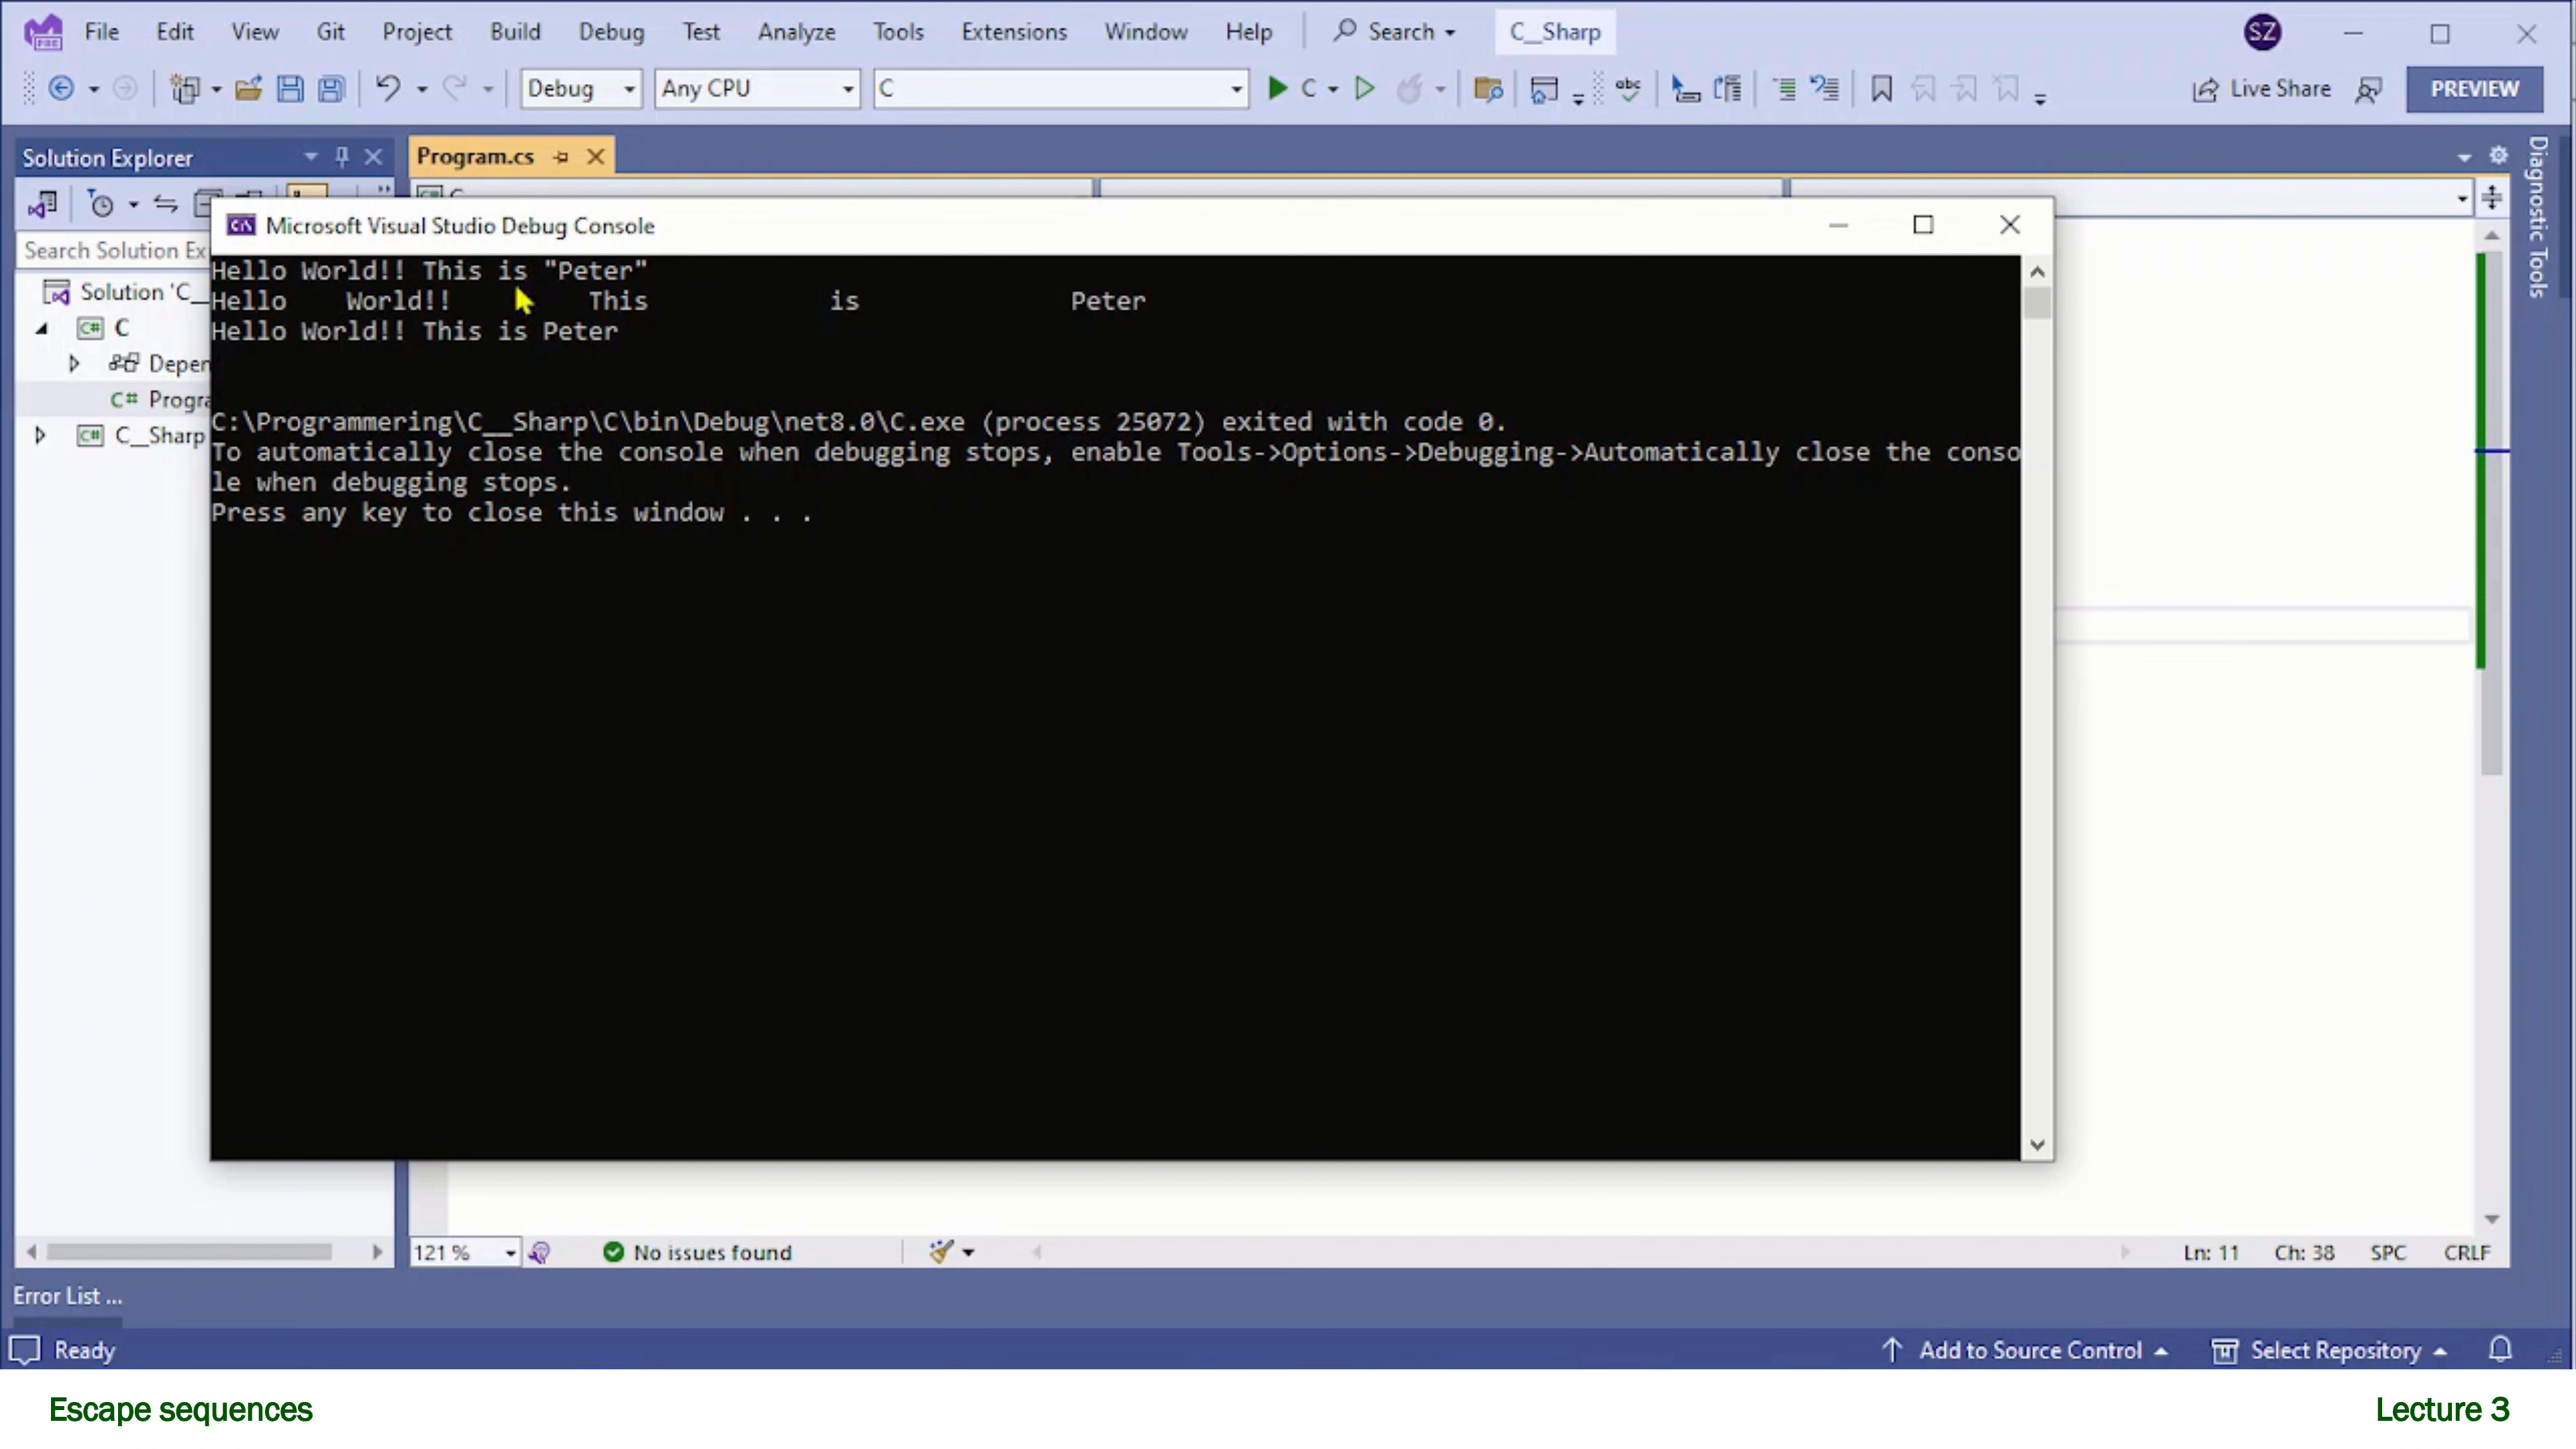 File Edit View Git Project Build Debug Test Analyze Tools Extensions Window Help Search C__Sharp SZ
Debug Any CPU C C Live Share PREVIEW
Solution Explorer Program.cs
Diagnostic Tools
Microsoft Visual Studio Debug Console
Search Solution Ex
Solution 'C_
C
Depen
C# Progra
C__Sharp
Hello World!! This is "Peter"
Hello World!! This is Peter
Hello World!! This is Peter
C:\Programmering\C__Sharp\C\bin\Debug\net8.0\C.exe (process 25072) exited with code 0.
To automatically close the console when debugging stops, enable Tools->Options->Debugging->Automatically close the conso
le when debugging stops.
Press any key to close this window . . .
121 % No issues found Ln: 11 Ch: 38 SPC CRLF
Error List ...
Ready Add to Source Control Select Repository
Escape sequences Lecture 3